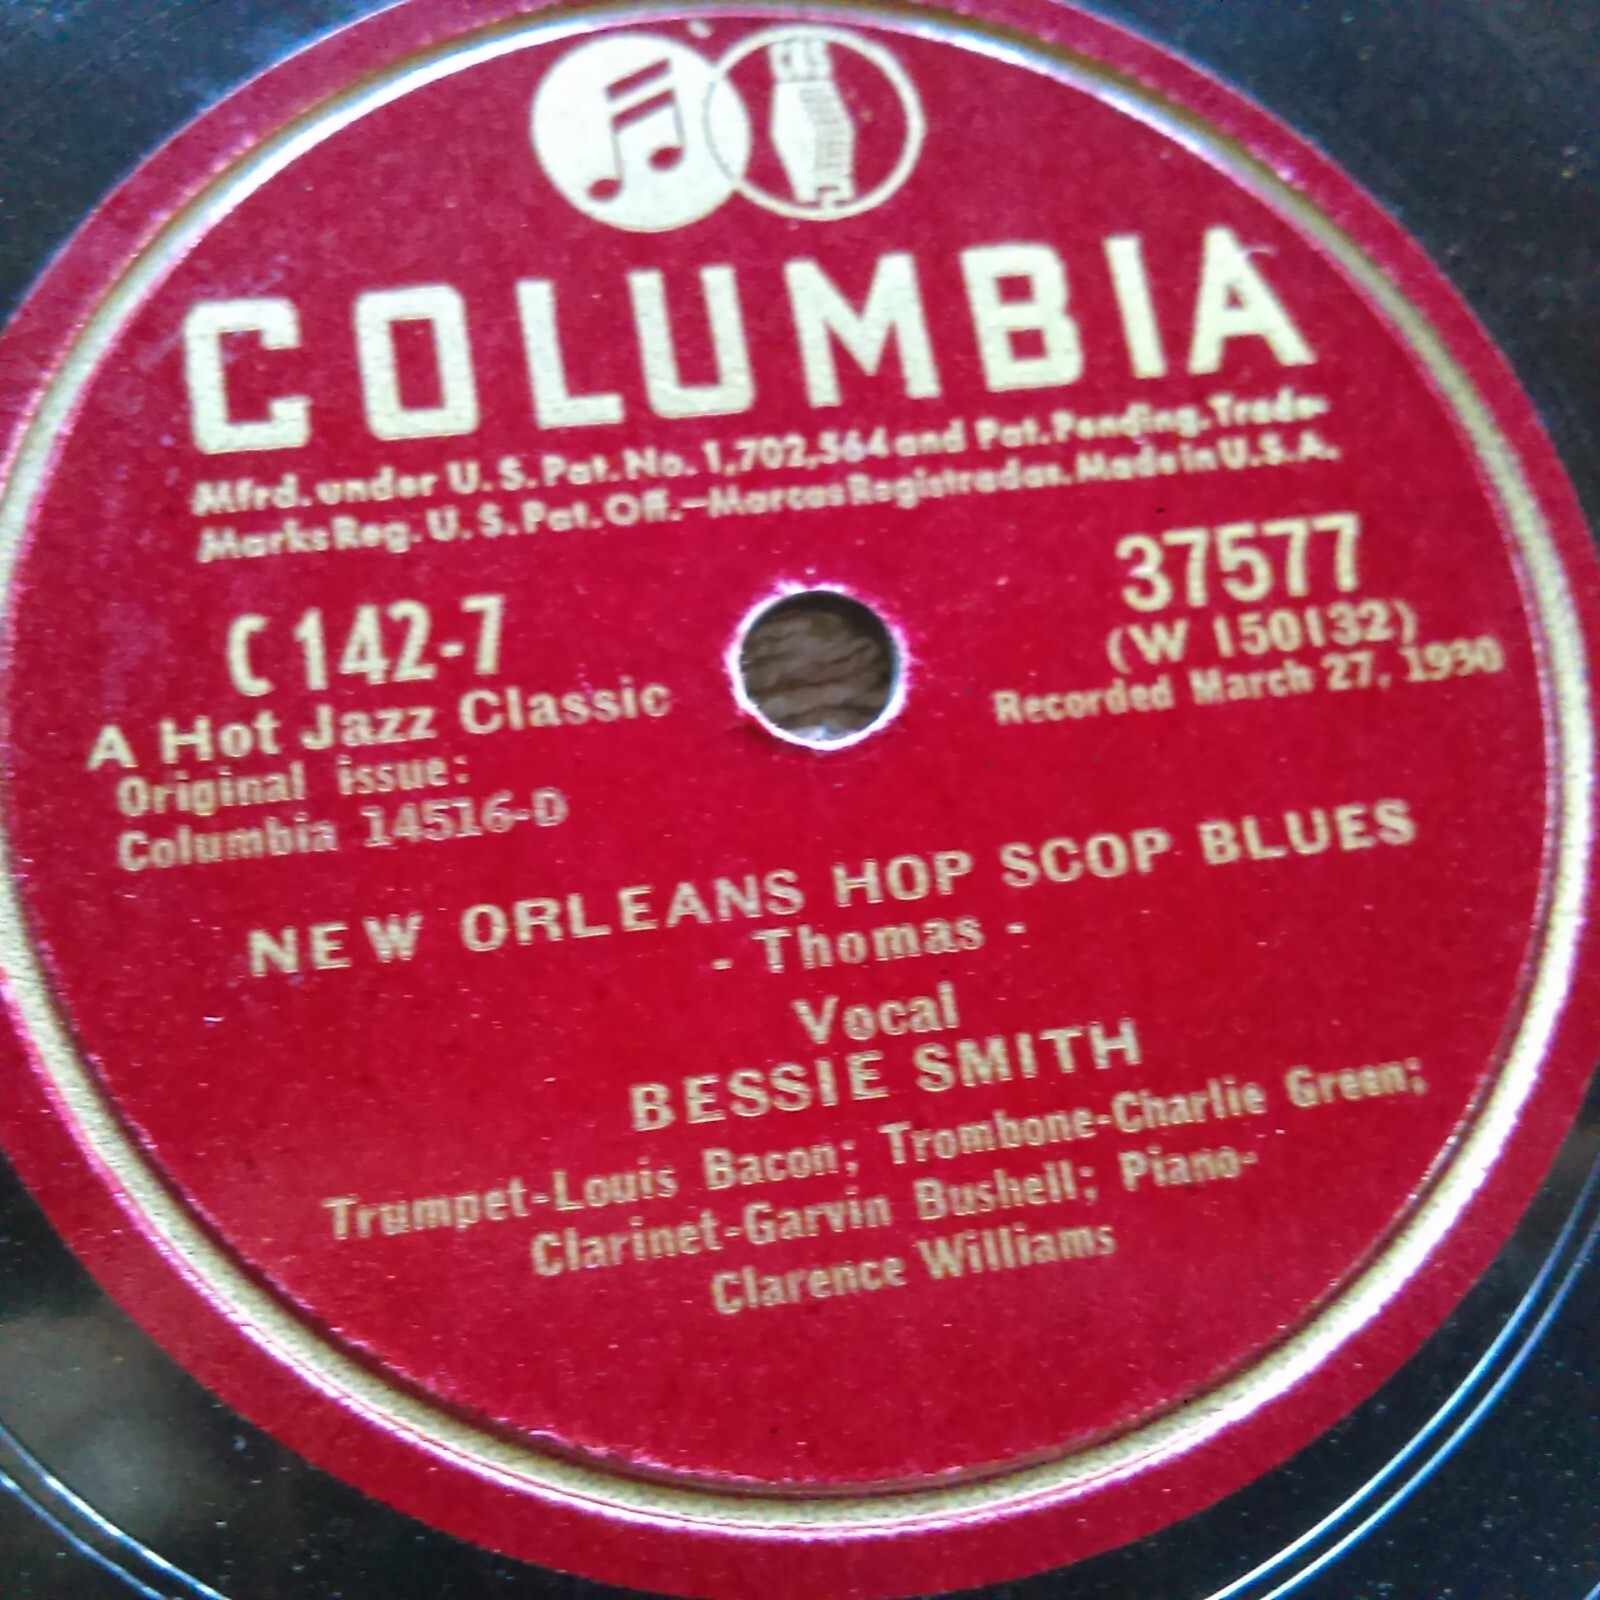 CBS
COLUMBIA
Mfrd. under U. S. Pat. No. 1,702,564 and Pat. Pending. Trade-
Marks Reg. U. S. Pat. Off.—Marcas Registradas. Made in U.S.A.
C 142-7
A Hot Jazz Classic
Original issue:
Columbia 14516-D
37577
(W 150132)
Recorded March 27, 1930
NEW ORLEANS HOP SCOP BLUES
- Thomas -
Vocal
BESSIE SMITH
Trumpet-Louis Bacon; Trombone-Charlie Green;
Clarinet-Garvin Bushell; Piano-
Clarence Williams